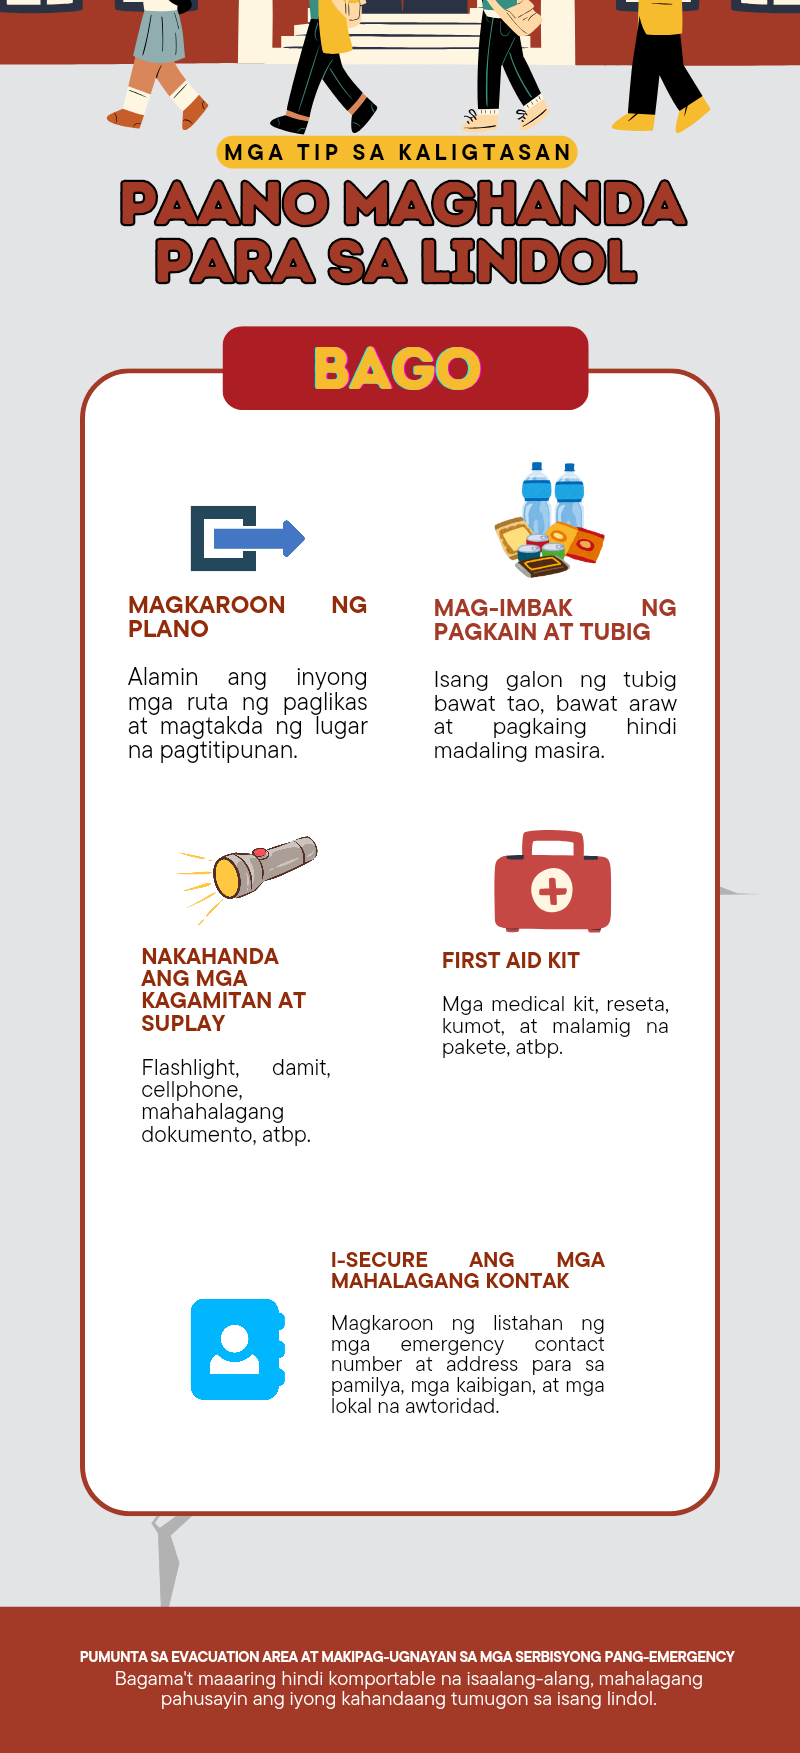 MGA TIP SA KALIGTASAN
PAANO MAGHANDA
PARA SA LINDOL
BAGO
MAGKAROON NG
PLANO
Alamin ang inyong
mga ruta ng paglikas
at magtakda ng lugar
na pagtitipunan.
MAG-IMBAK NG
PAGKAIN AT TUBIG
Isang galon ng tubig
bawat tao, bawat araw
at pagkaing hindi
madaling masira.
NAKAHANDA
ANG MGA
KAGAMITAN AT
SUPLAY
Flashlight, damit,
cellphone,
mahahalagang
dokumento, atbp.
FIRST AID KIT
Mga medical kit, reseta,
kumot, at malamig na
pakete, atbp.
I-SECURE ANG MGA
MAHALAGANG KONTAK
Magkaroon ng listahan ng
mga emergency contact
number at address para sa
pamilya, mga kaibigan, at mga
lokal na awtoridad.
PUMUNTA SA EVACUATION AREA AT MAKIPAG-UGNAYAN SA MGA SERBISYONG PANG-EMERGENCY
Bagama't maaaring hindi komportable na isaalang-alang, mahalagang
pahusayin ang iyong kahandaang tumugon sa isang lindol.